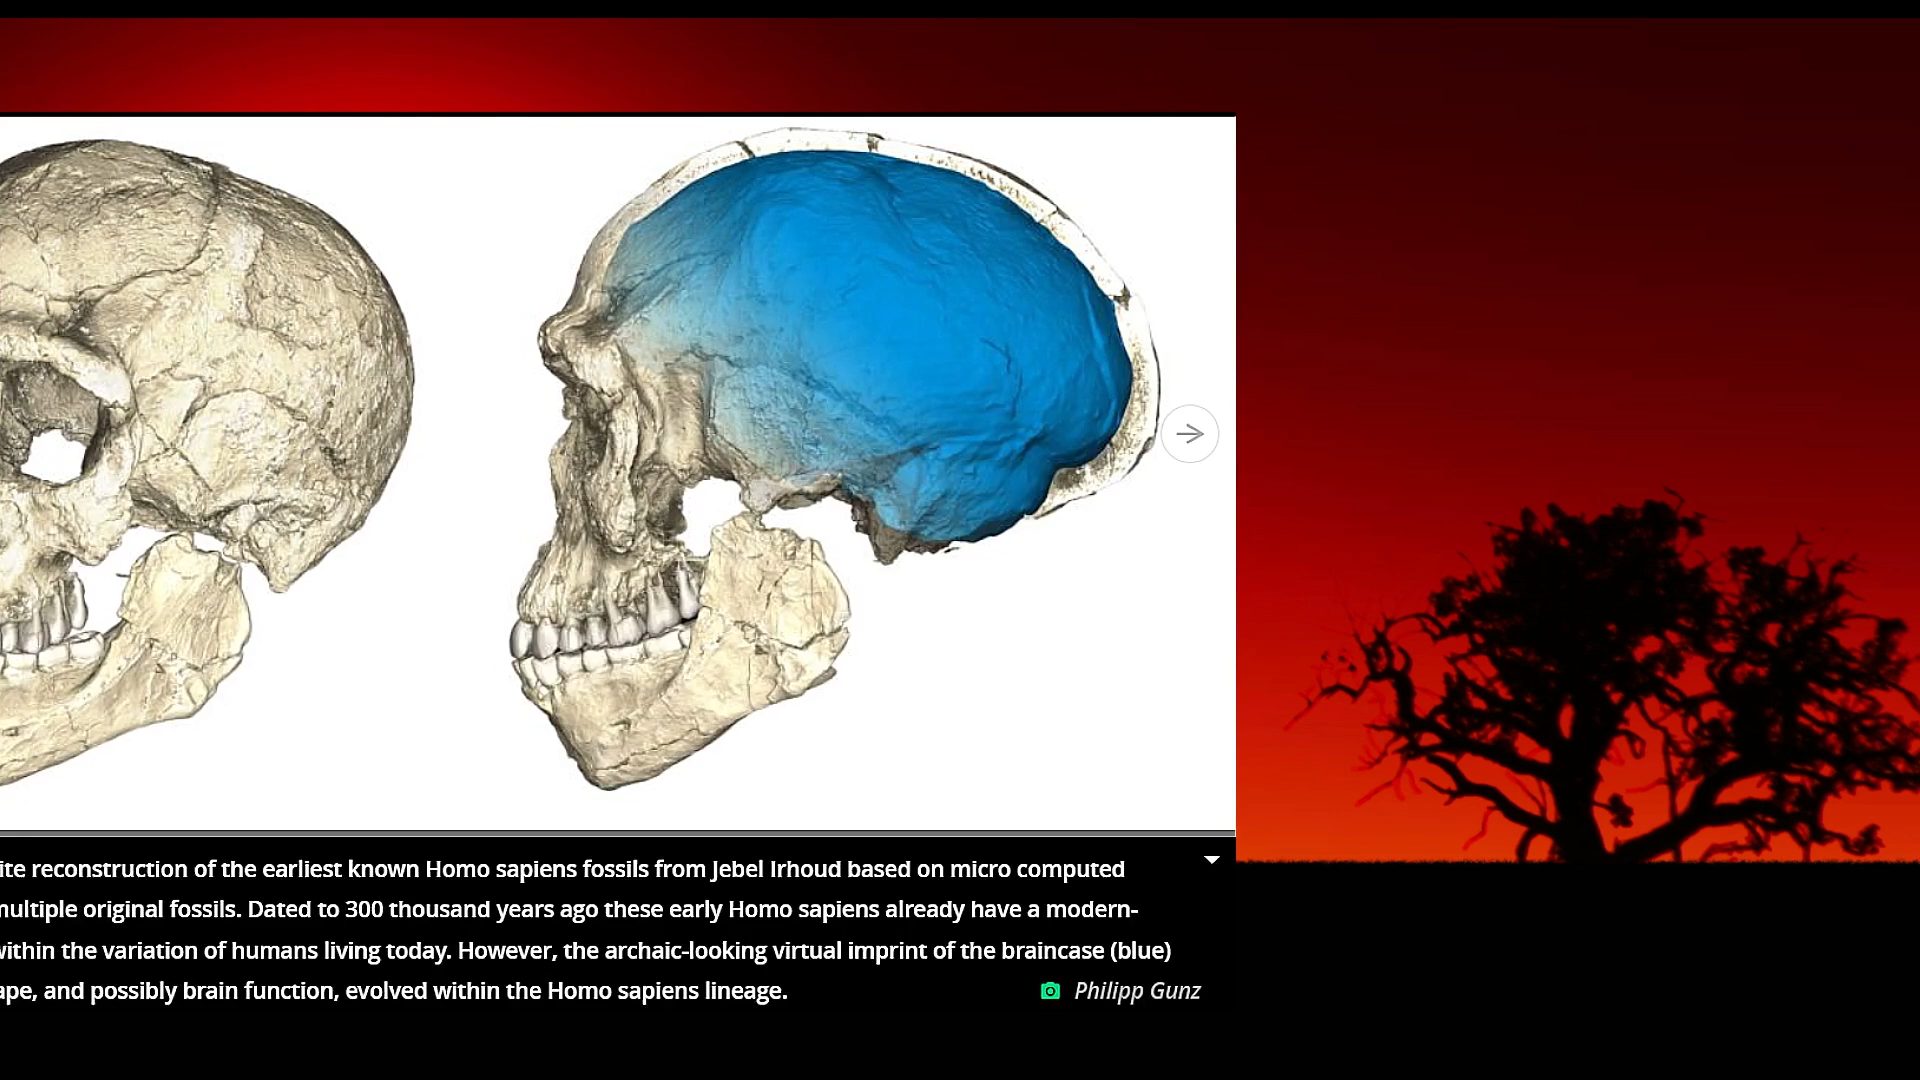 ite reconstruction of the earliest known Homo sapiens fossils from Jebel Irhoud based on micro computed
multiple original fossils. Dated to 300 thousand years ago these early Homo sapiens already have a modern-
within the variation of humans living today. However, the archaic-looking virtual imprint of the braincase (blue)
ape, and possibly brain function, evolved within the Homo sapiens lineage.
Philipp Gunz